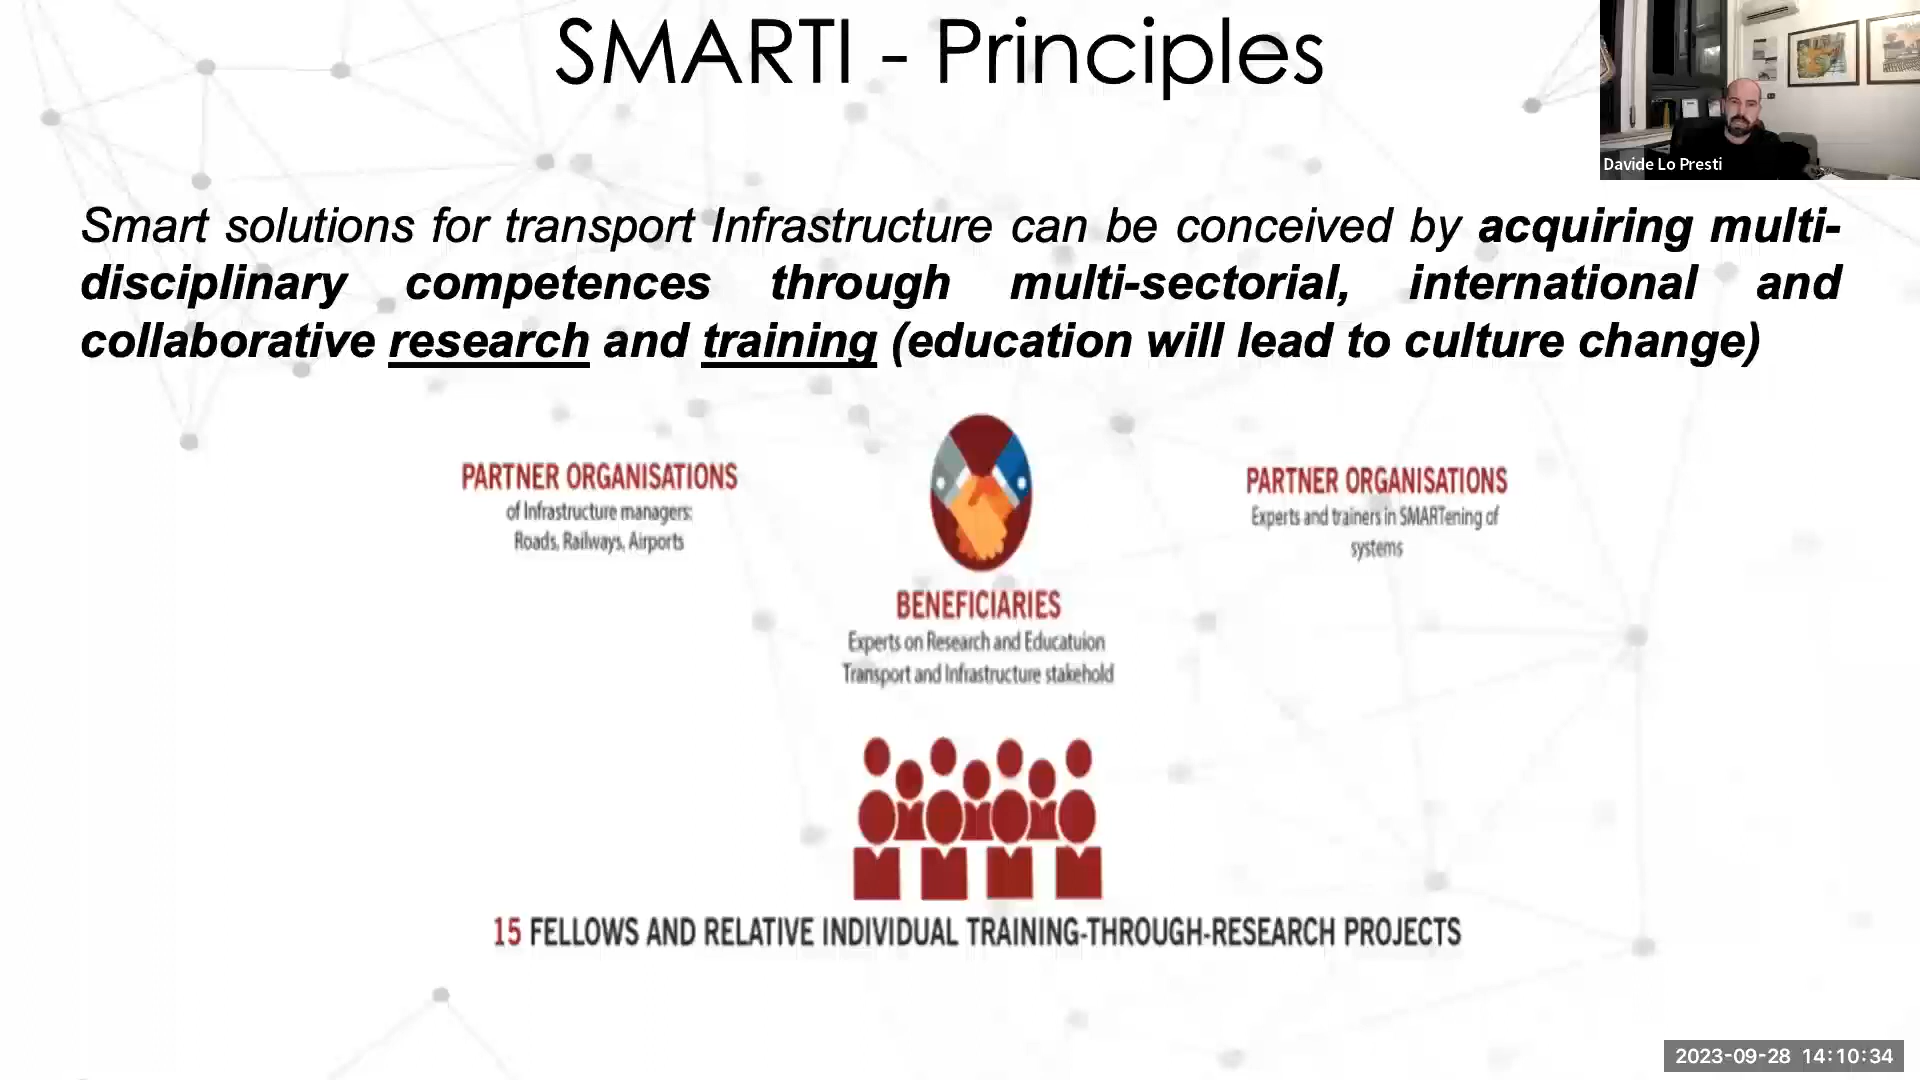 SMARTI - Principles
Davide Lo Presti
Smart solutions for transport Infrastructure can be conceived by acquiring multi-
disciplinary competences through multi-sectorial, international and
collaborative research and training (education will lead to culture change)
PARTNER ORGANISATIONS
of Infrastructure managers:
Roads, Railways, Airports
PARTNER ORGANISATIONS
Experts and trainers in SMARTening of
systems
BENEFICIARIES
Experts on Research and Educatuion
Transport and Infrastructure stakehold
15 FELLOWS AND RELATIVE INDIVIDUAL TRAINING-THROUGH-RESEARCH PROJECTS
2023-09-28 14:10:34